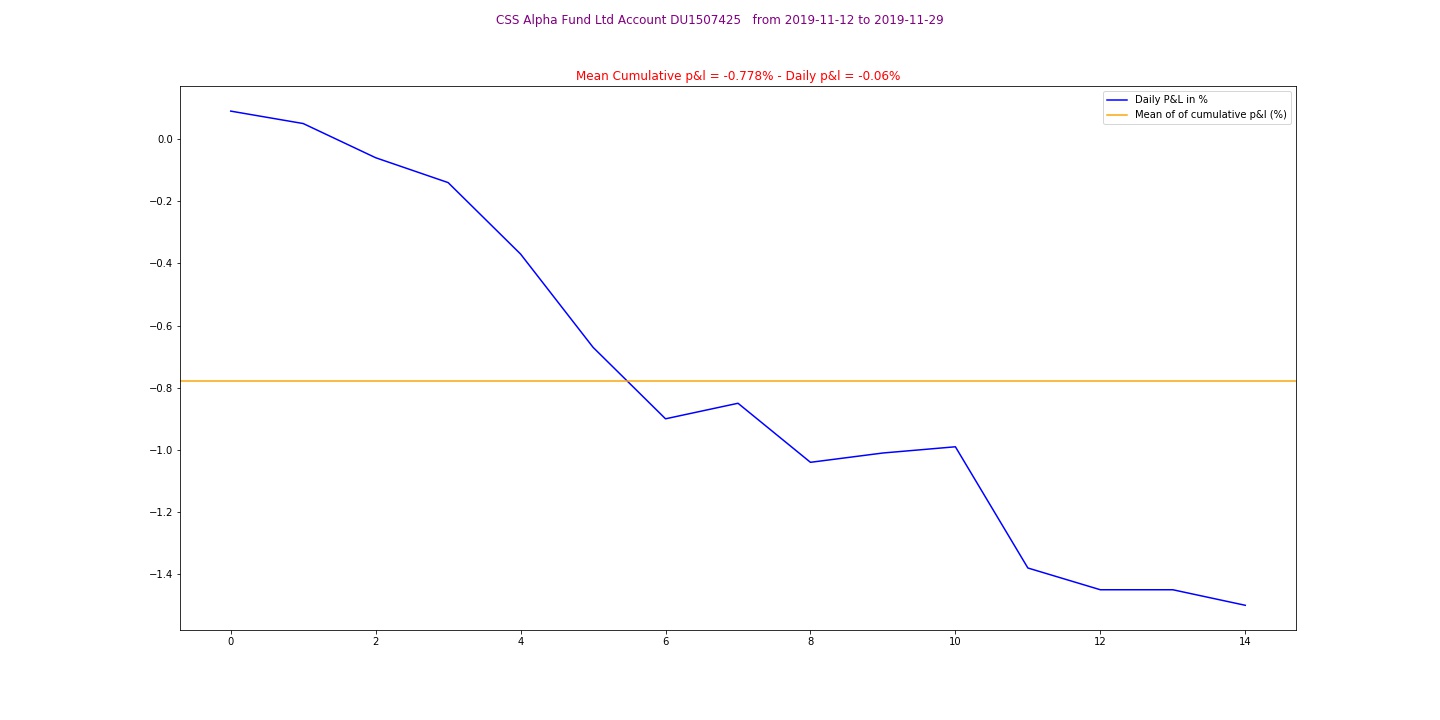 CSS Alpha Fund Ltd Account DU1507425   from 2019-11-12 to 2019-11-29
Mean Cumulative p&l = -0.778% - Daily p&l = -0.06%
Daily P&L in %
Mean of of cumulative p&l (%)
0.0
−0.2
−0.4
−0.6
−0.8
−1.0
−1.2
−1.4
0 2 4 6 8 10 12 14